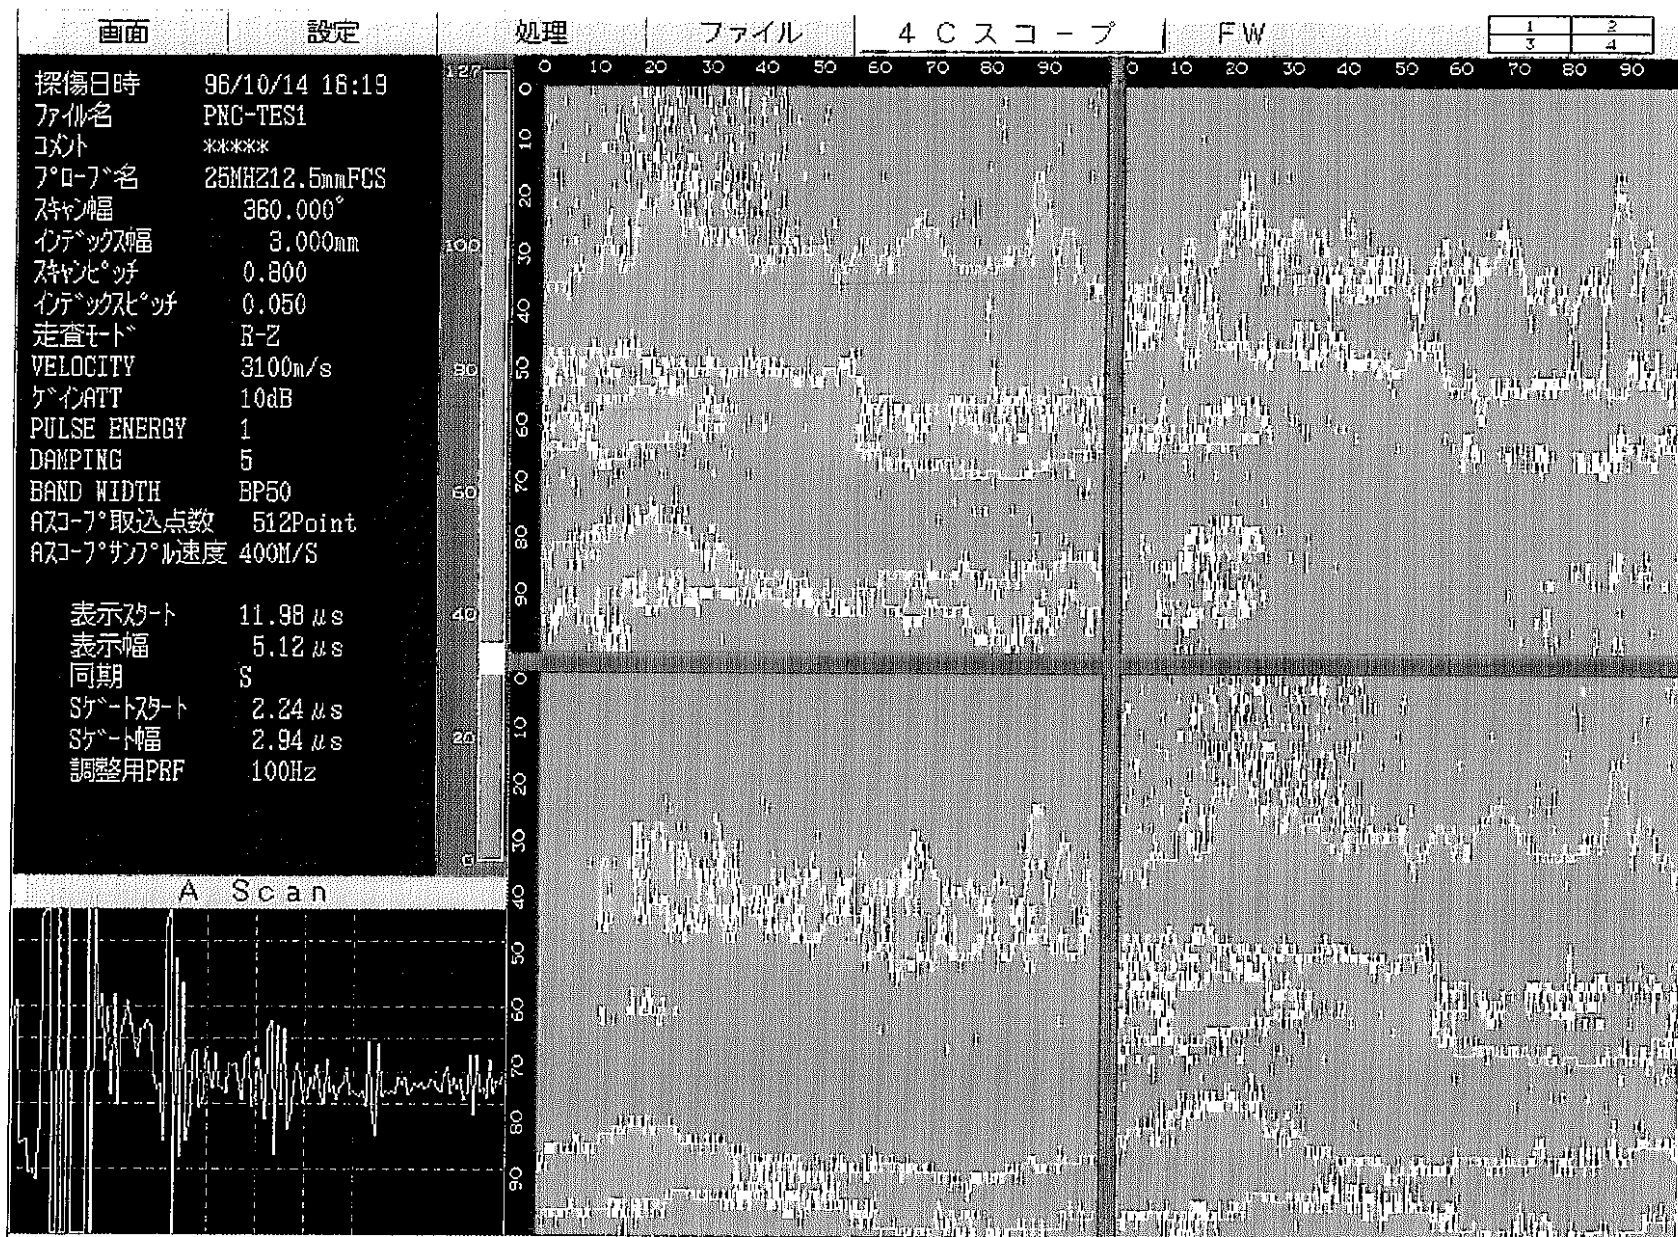 画面 設定 処理 ファイル 4Cスコープ FW
1 2
3 4
探傷日時 96/10/14 16:19
ファイル名 PNC-TES1
コメント *****
プローブ名 25MHZ12.5mmFCS
スキャン幅 360.000°
インデックス幅 3.000mm
スキャンピッチ 0.800
インデックスピッチ 0.050
走査モード R-Z
VELOCITY 3100m/s
ゲインATT 10dB
PULSE ENERGY 1
DAMPING 5
BAND WIDTH BP50
Aスコープ取込点数 512Point
Aスコープサンプル速度 400M/S
表示スタート 11.98μs
表示幅 5.12μs
同期 S
Sゲートスタート 2.24μs
Sゲート幅 2.94μs
調整用PRF 100Hz
A Scan
127
100
80
60
40
20
0
0 10 20 30 40 50 60 70 80 90
0 10 20 30 40 50 60 70 80 90
0
10
20
30
40
50
60
70
80
90
0
10
20
30
40
50
60
70
80
90